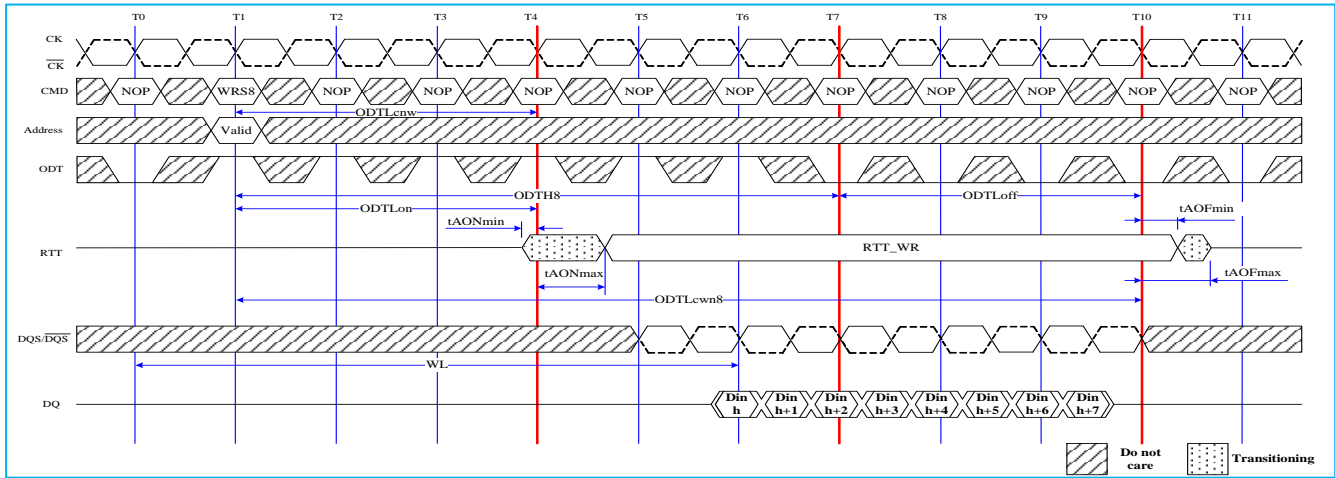 T0 T1 T2 T3 T4 T5 T6 T7 T8 T9 T10 T11
CK
CK
CMD NOP WRS8 NOP NOP NOP NOP NOP NOP NOP NOP NOP NOP
ODTLcnw
Address Valid
ODT
ODTH8 ODTLoff
ODTLon
tAONmin tAOFmin
RTT RTT_WR
tAONmax tAOFmax
ODTLcwn8
DQS/DQS
WL
DQ Din h Din h+1 Din h+2 Din h+3 Din h+4 Din h+5 Din h+6 Din h+7
Do not care Transitioning